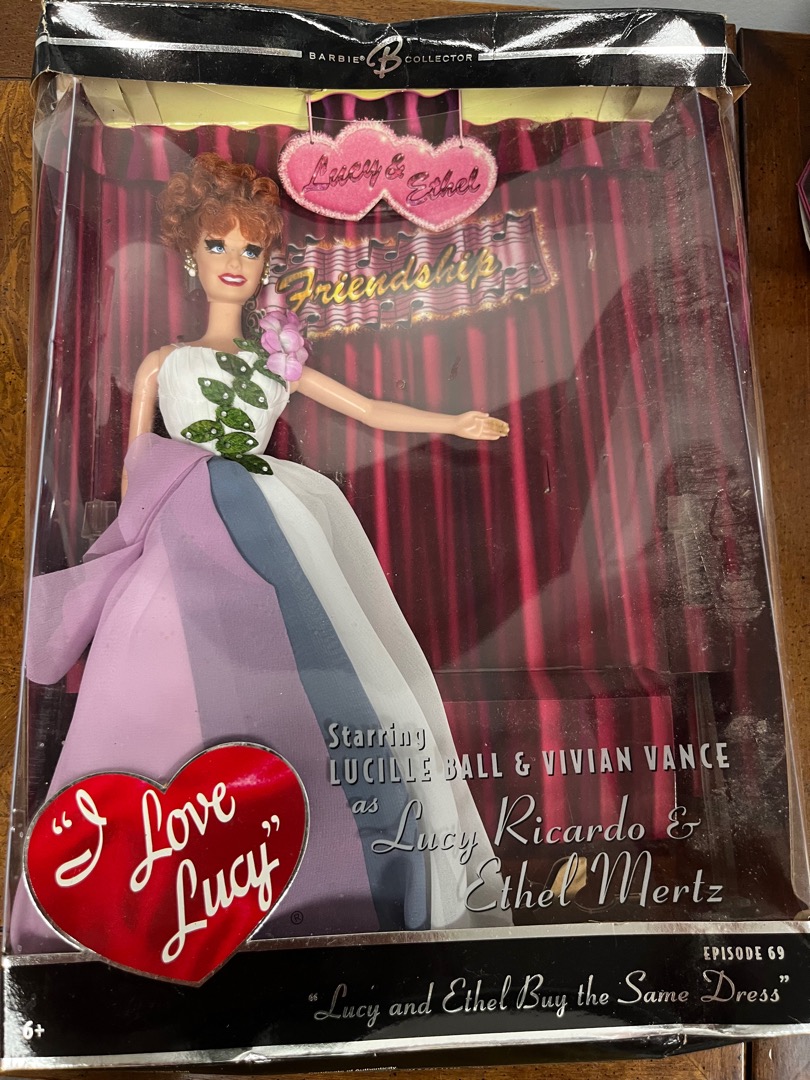 BARBIE® B COLLECTOR
Lucy & Ethel
Friendship
Starring
LUCILLE BALL & VIVIAN VANCE
as Lucy Ricardo &
Ethel Mertz
"I Love Lucy"
®
EPISODE 69
"Lucy and Ethel Buy the Same Dress"
6+